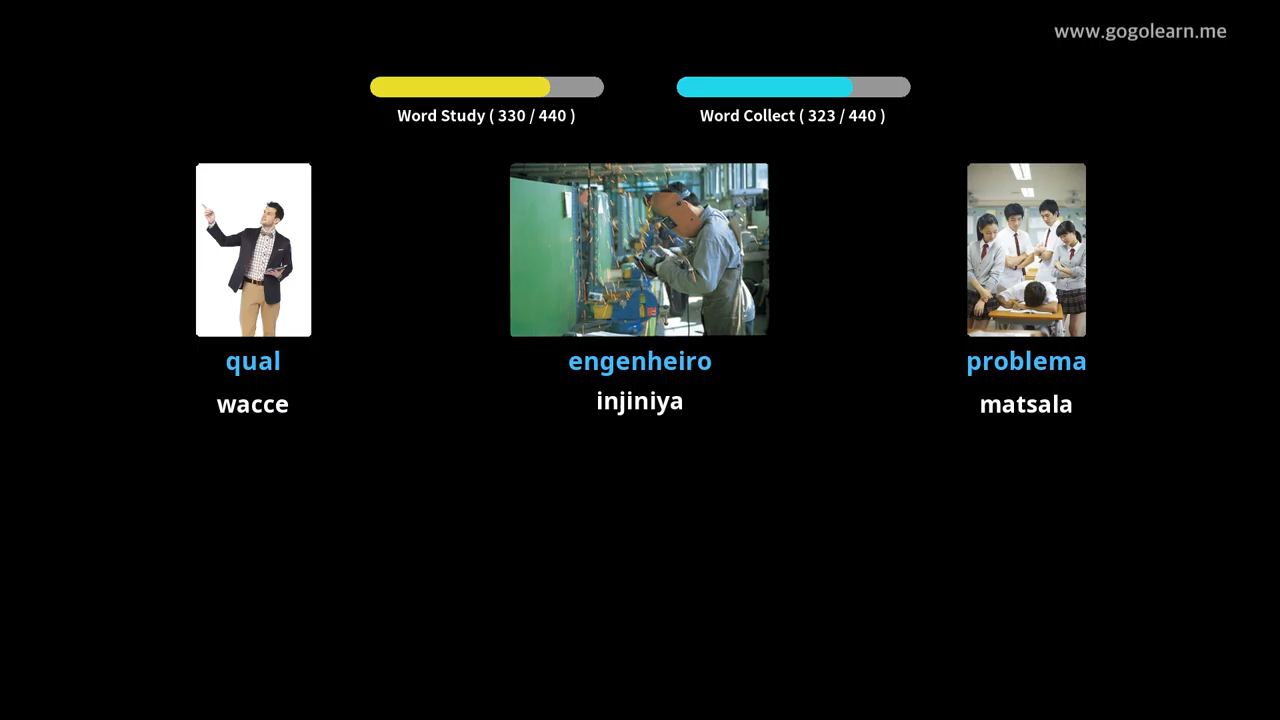 www.gogolearn.me
Word Study ( 330 / 440 )
Word Collect ( 323 / 440 )
qual
engenheiro
problema
wacce
injiniya
matsala